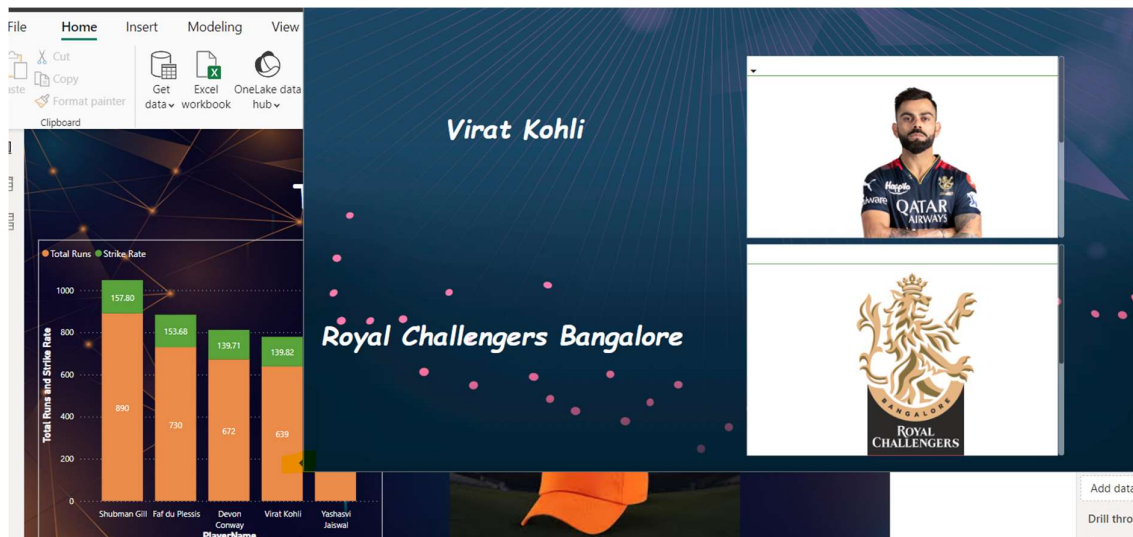 File Home Insert Modeling View
Cut
Copy
Format painter
Clipboard
Get data
Excel workbook
OneLake data hub
Virat Kohli
Royal Challengers Bangalore
Happilo
QATAR
AIRWAYS
BANGALORE
ROYAL
CHALLENGERS
Total Runs Strike Rate
Total Runs and Strike Rate
1000
800
600
400
200
0
157.80
153.68
139.71
139.82
890
730
672
639
Shubman Gill
Faf du Plessis
Devon Conway
Virat Kohli
Yashasvi Jaiswal
PlayerName
Add data
Drill thro